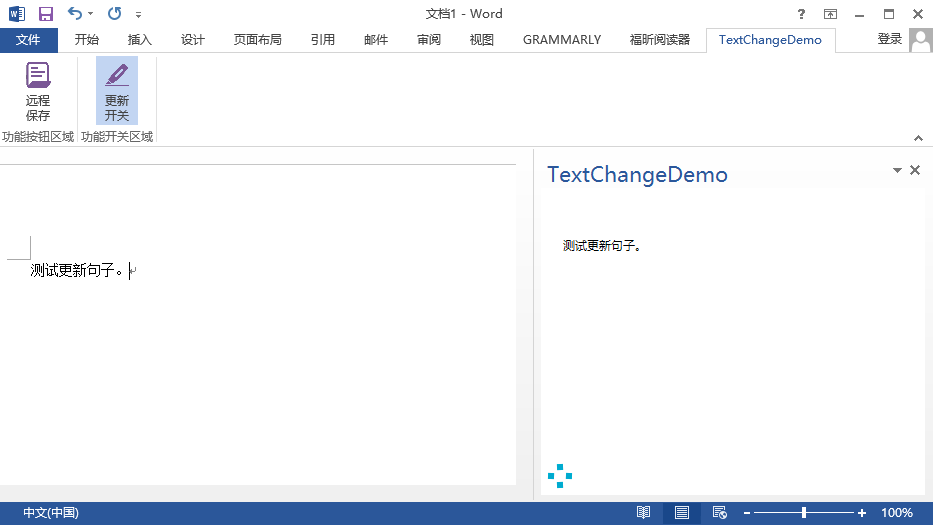 文档1 - Word
文件 开始 插入 设计 页面布局 引用 邮件 审阅 视图 GRAMMARLY 福昕阅读器 TextChangeDemo 登录
远程
保存
更新
开关
功能按钮区域 功能开关区域
TextChangeDemo
测试更新句子。
测试更新句子。
中文(中国) 100%